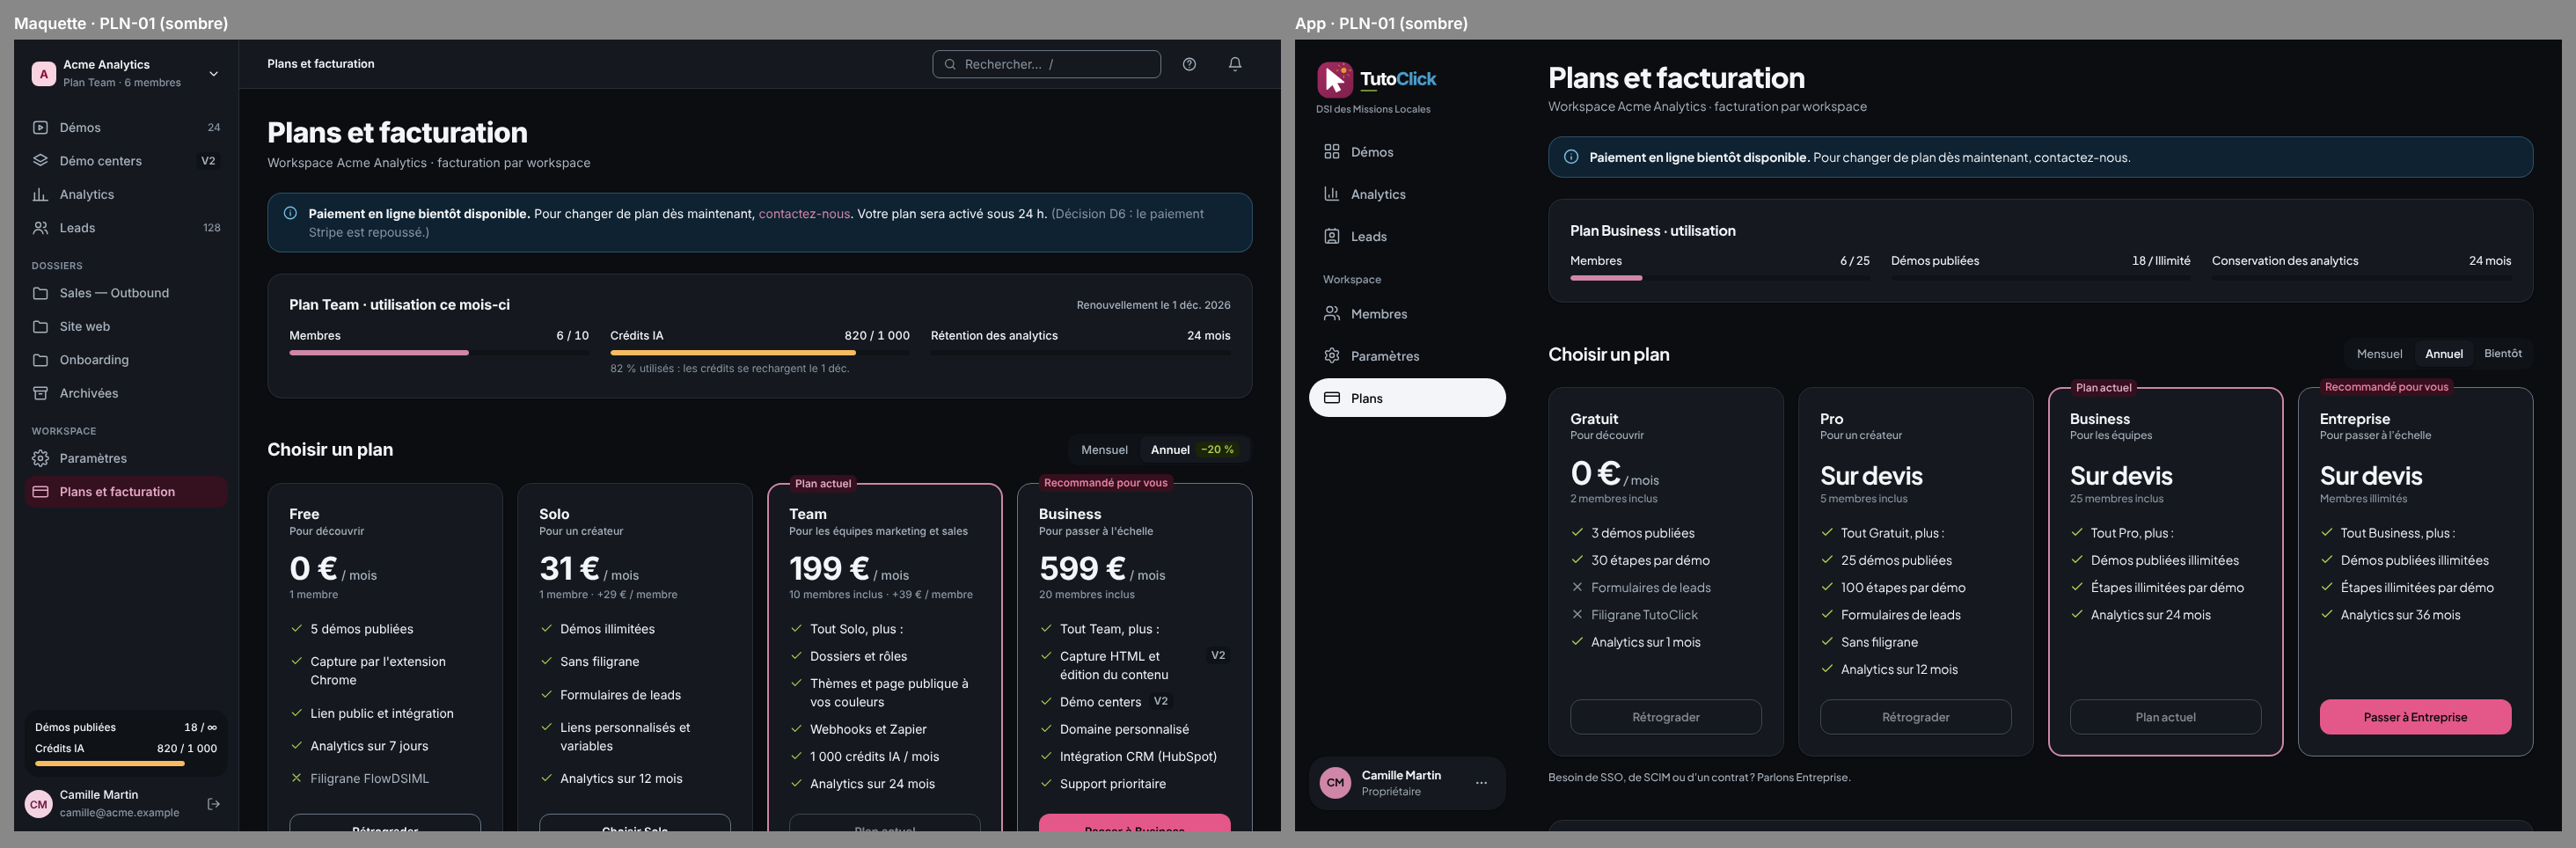 Maquette · PLN-01 (sombre)
A
Acme Analytics
Plan Team · 6 membres
Démos 24
Démo centers V2
Analytics
Leads 128
DOSSIERS
Sales — Outbound
Site web
Onboarding
Archivées
WORKSPACE
Paramètres
Plans et facturation
Démos publiées 18 / ∞
Crédits IA 820 / 1 000
CM
Camille Martin
camille@acme.example
Plans et facturation
Rechercher... /
Plans et facturation
Workspace Acme Analytics · facturation par workspace
Paiement en ligne bientôt disponible. Pour changer de plan dès maintenant, contactez-nous. Votre plan sera activé sous 24 h. (Décision D6 : le paiement
Stripe est repoussé.)
Plan Team · utilisation ce mois-ci
Renouvellement le 1 déc. 2026
Membres 6 / 10
Crédits IA 820 / 1 000
82 % utilisés : les crédits se rechargent le 1 déc.
Rétention des analytics 24 mois
Choisir un plan
Mensuel Annuel −20 %
Free
Pour découvrir
0 € / mois
1 membre
5 démos publiées
Capture par l'extension
Chrome
Lien public et intégration
Analytics sur 7 jours
Filigrane FlowDSIML
Rétrograder
Solo
Pour un créateur
31 € / mois
1 membre · +29 € / membre
Démos illimitées
Sans filigrane
Formulaires de leads
Liens personnalisés et
variables
Analytics sur 12 mois
Choisir Solo
Plan actuel
Team
Pour les équipes marketing et sales
199 € / mois
10 membres inclus · +39 € / membre
Tout Solo, plus :
Dossiers et rôles
Thèmes et page publique à
vos couleurs
Webhooks et Zapier
1 000 crédits IA / mois
Analytics sur 24 mois
Plan actuel
Recommandé pour vous
Business
Pour passer à l'échelle
599 € / mois
20 membres inclus
Tout Team, plus :
Capture HTML et V2
édition du contenu
Démo centers V2
Domaine personnalisé
Intégration CRM (HubSpot)
Support prioritaire
Passer à Business
App · PLN-01 (sombre)
TutoClick
DSI des Missions Locales
Démos
Analytics
Leads
Workspace
Membres
Paramètres
Plans
CM
Camille Martin
Propriétaire
...
Plans et facturation
Workspace Acme Analytics · facturation par workspace
Paiement en ligne bientôt disponible. Pour changer de plan dès maintenant, contactez-nous.
Plan Business · utilisation
Membres 6 / 25
Démos publiées 18 / Illimité
Conservation des analytics 24 mois
Choisir un plan
Mensuel Annuel Bientôt
Gratuit
Pour découvrir
0 € / mois
2 membres inclus
3 démos publiées
30 étapes par démo
Formulaires de leads
Filigrane TutoClick
Analytics sur 1 mois
Rétrograder
Pro
Pour un créateur
Sur devis
5 membres inclus
Tout Gratuit, plus :
25 démos publiées
100 étapes par démo
Formulaires de leads
Sans filigrane
Analytics sur 12 mois
Rétrograder
Plan actuel
Business
Pour les équipes
Sur devis
25 membres inclus
Tout Pro, plus :
Démos publiées illimitées
Étapes illimitées par démo
Analytics sur 24 mois
Plan actuel
Recommandé pour vous
Entreprise
Pour passer à l'échelle
Sur devis
Membres illimités
Tout Business, plus :
Démos publiées illimitées
Étapes illimitées par démo
Analytics sur 36 mois
Passer à Entreprise
Besoin de SSO, de SCIM ou d'un contrat ? Parlons Entreprise.